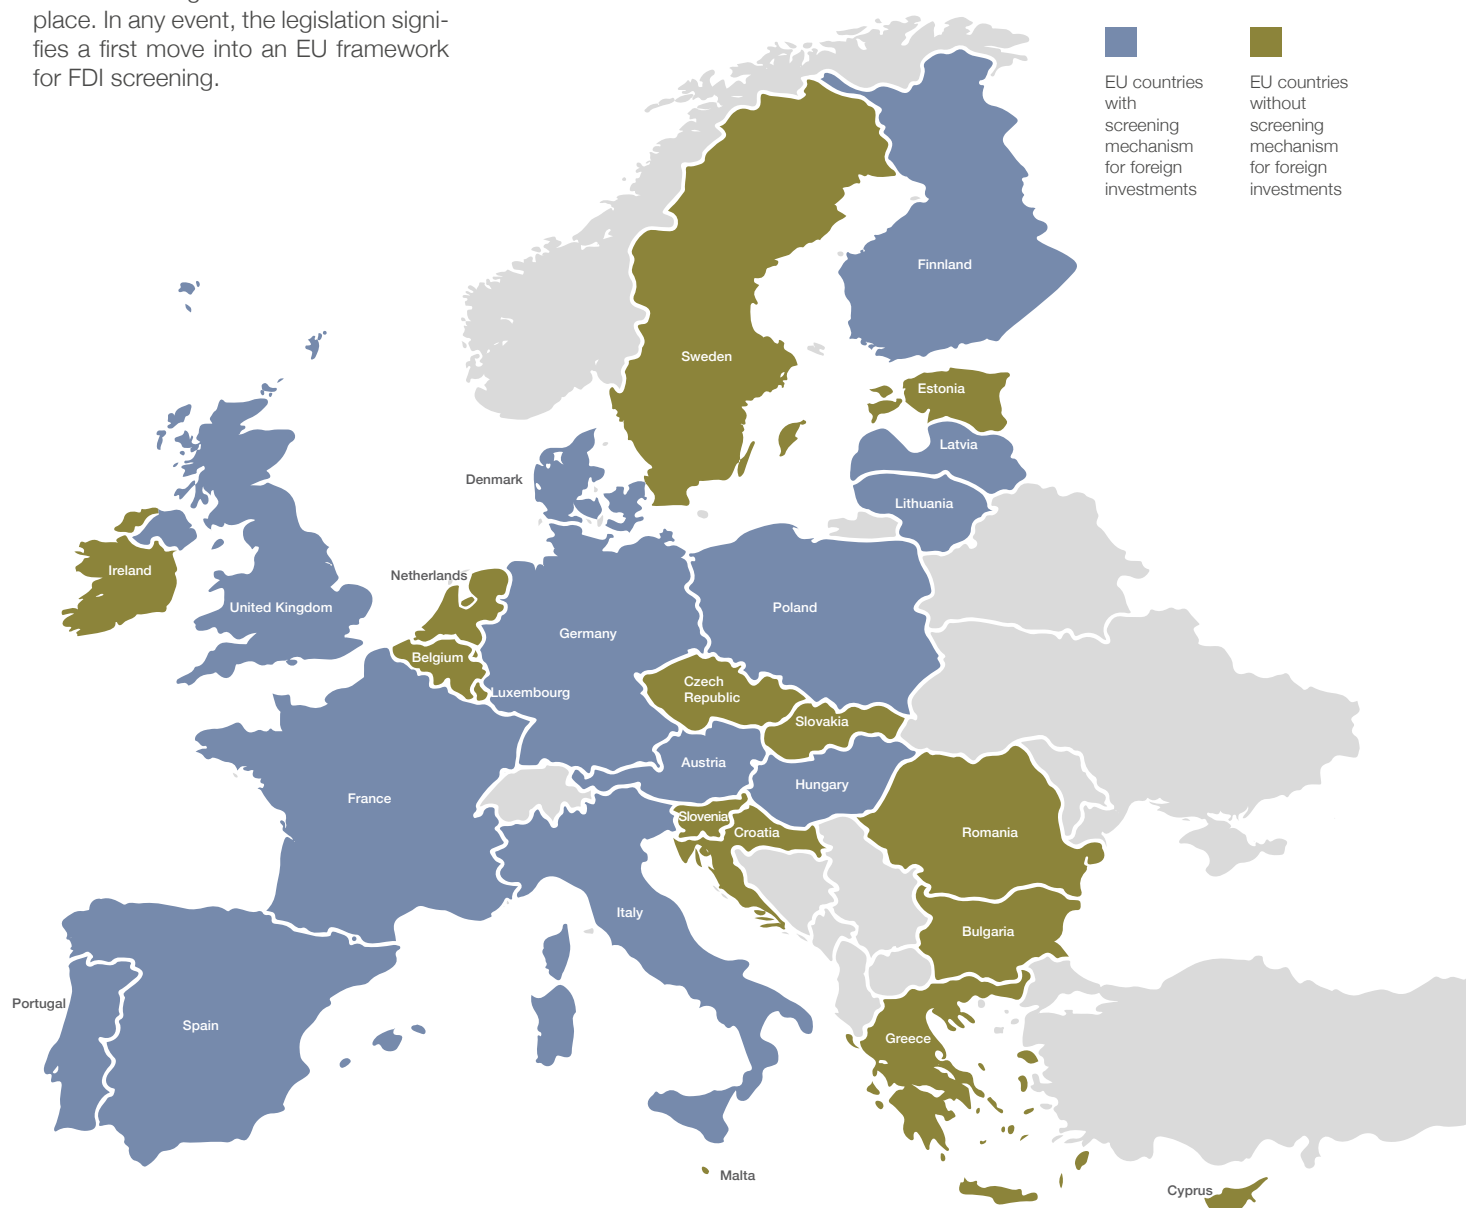 place. In any event, the legislation signi-
fies a first move into an EU framework
for FDI screening.
EU countries
with
screening
mechanism
for foreign
investments
EU countries
without
screening
mechanism
for foreign
investments
Finnland
Sweden
Estonia
Latvia
Denmark
Lithuania
Ireland
Netherlands
United Kingdom
Poland
Germany
Belgium
Czech
Republic
Luxembourg
Slovakia
Austria
Hungary
France
Slovenia
Croatia
Romania
Italy
Bulgaria
Portugal
Spain
Greece
Malta
Cyprus